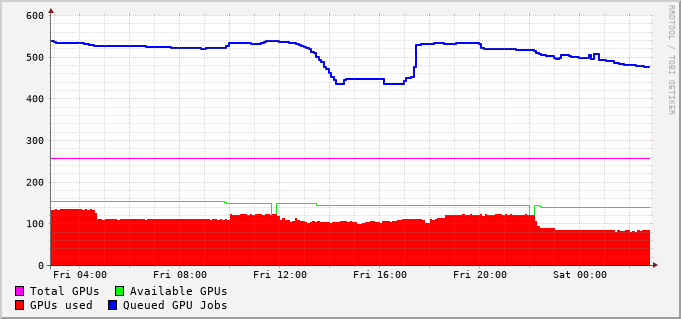 600
500
400
300
200
100
0
Fri 04:00 Fri 08:00 Fri 12:00 Fri 16:00 Fri 20:00 Sat 00:00
Total GPUs Available GPUs
GPUs used Queued GPU Jobs
RRDTOOL / TOBI OETIKER